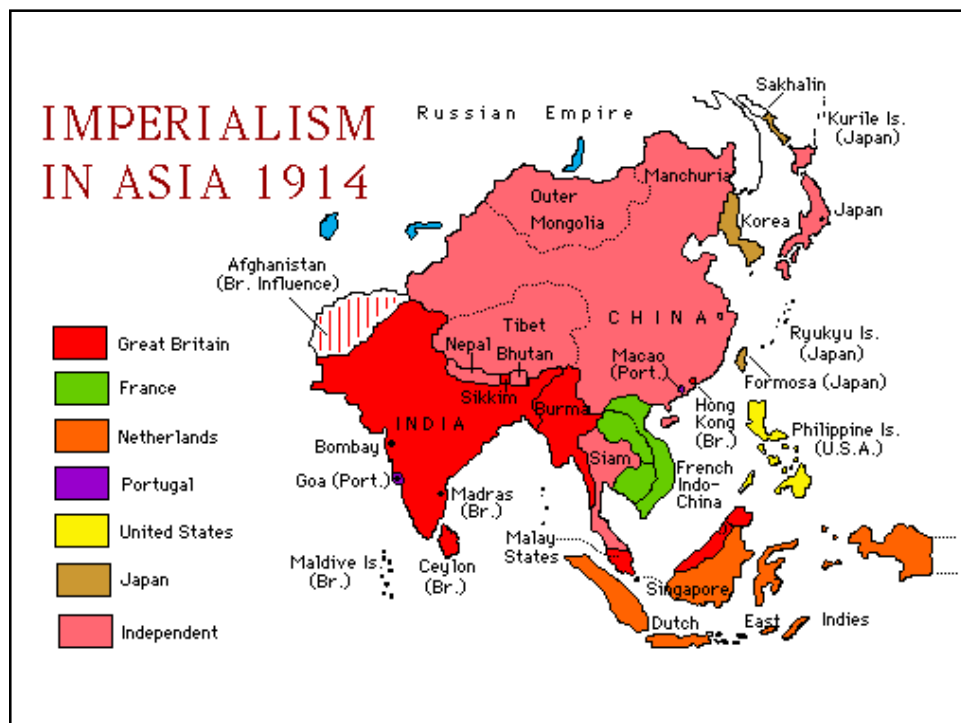 IMPERIALISM
IN ASIA 1914
Russian Empire
Sakhalin
Kurile Is.
(Japan)
Manchuria
Outer
Mongolia
Korea
Japan
Afghanistan
(Br. Influence)
Tibet
CHINA
Nepal
Bhutan
Sikkim
Macao
(Port.)
Ryukyu Is.
(Japan)
Formosa (Japan)
Hong
Kong
(Br.)
Burma
INDIA
Bombay
Goa (Port.)
Madras
(Br.)
Siam
French
Indo-
China
Philippine Is.
(U.S.A.)
Malay
States
Maldive Is.
(Br.)
Ceylon
(Br.)
Singapore
Dutch East Indies
Great Britain
France
Netherlands
Portugal
United States
Japan
Independent